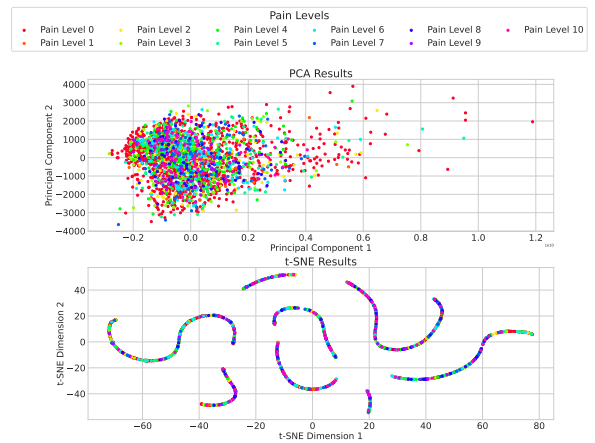 Pain Levels
Pain Level 0 Pain Level 2 Pain Level 4 Pain Level 6 Pain Level 8 Pain Level 10
Pain Level 1 Pain Level 3 Pain Level 5 Pain Level 7 Pain Level 9
PCA Results
Principal Component 2
4000
3000
2000
1000
0
−1000
−2000
−3000
−4000
−0.2 0.0 0.2 0.4 0.6 0.8 1.0 1.2
Principal Component 1
t-SNE Results
t-SNE Dimension 2
40
20
0
−20
−40
−60 −40 −20 0 20 40 60 80
t-SNE Dimension 1